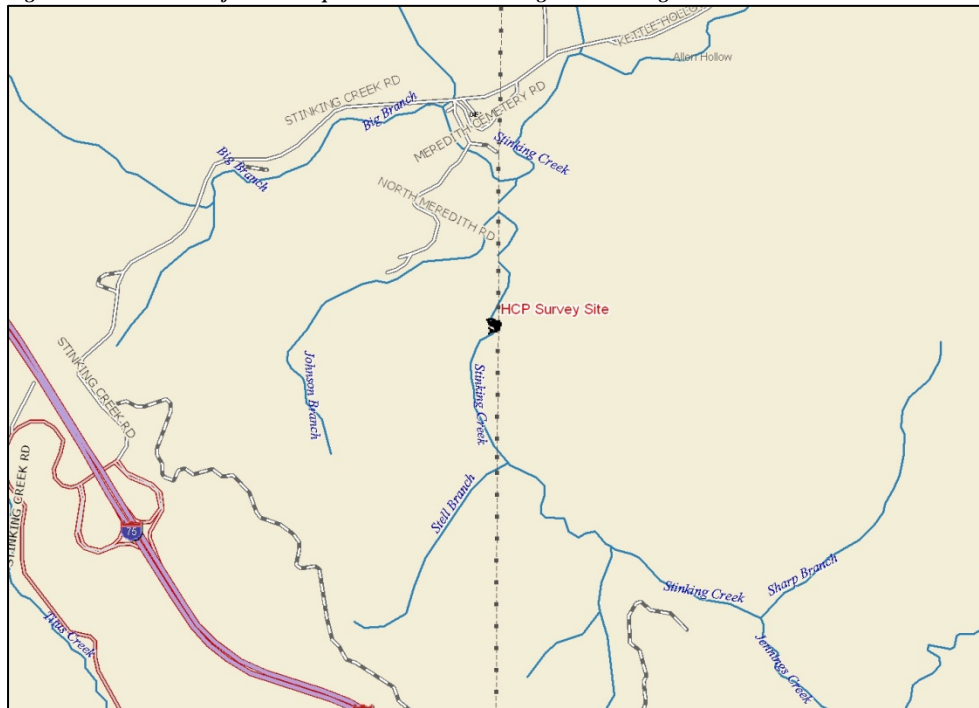 KETTLE HOLLO
Allen Hollow
STINKING CREEK RD
Big Branch
MEREDITH CEMETERY RD
Stinking Creek
Big Branch
NORTH MEREDITH RD
HCP Survey Site
STINKING CREEK RD
Johnson Branch
Stinking Creek
STINKING CREEK RD
Stell Branch
75
Stinking Creek
Sharp Branch
Titus Creek
Jennings Creek